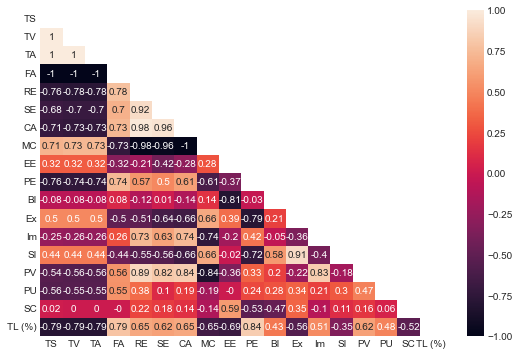 TS
TV 1
TA 1 1
FA -1 -1 -1
RE -0.76 -0.78 -0.78 0.78
SE -0.68 -0.7 -0.7 0.7 0.92
CA -0.71 -0.73 -0.73 0.73 0.98 0.96
MC 0.71 0.73 0.73 -0.73 -0.98 -0.96 -1
EE 0.32 0.32 0.32 -0.32 -0.21 -0.42 -0.28 0.28
PE -0.76 -0.74 -0.74 0.74 0.57 0.5 0.61 -0.61 -0.37
BI -0.08 -0.08 -0.08 0.08 -0.12 0.01 -0.14 0.14 -0.81 -0.03
Ex 0.5 0.5 0.5 -0.5 -0.51 -0.64 -0.66 0.66 0.39 -0.79 0.21
Im -0.25 -0.26 -0.26 0.26 0.73 0.63 0.74 -0.74 -0.2 0.42 -0.05 -0.36
SI 0.44 0.44 0.44 -0.44 -0.55 -0.56 -0.66 0.66 -0.02 -0.72 0.58 0.91 -0.4
PV -0.54 -0.56 -0.56 0.56 0.89 0.82 0.84 -0.84 -0.36 0.33 0.2 -0.22 0.83 -0.18
PU -0.56 -0.55 -0.55 0.55 0.38 0.1 0.19 -0.19 -0 0.24 0.28 0.34 0.21 0.3 0.47
SC 0.02 0 0 -0 0.22 0.18 0.14 -0.14 0.59 -0.53 -0.47 0.35 -0.1 0.11 0.16 0.06
TL (%) -0.79 -0.79 -0.79 0.79 0.65 0.62 0.65 -0.65 -0.69 0.84 0.43 -0.56 0.51 -0.35 0.62 0.48 -0.52
TS TV TA FA RE SE CA MC EE PE BI Ex Im SI PV PU SC TL (%)
1.00
0.75
0.50
0.25
0.00
−0.25
−0.50
−0.75
−1.00